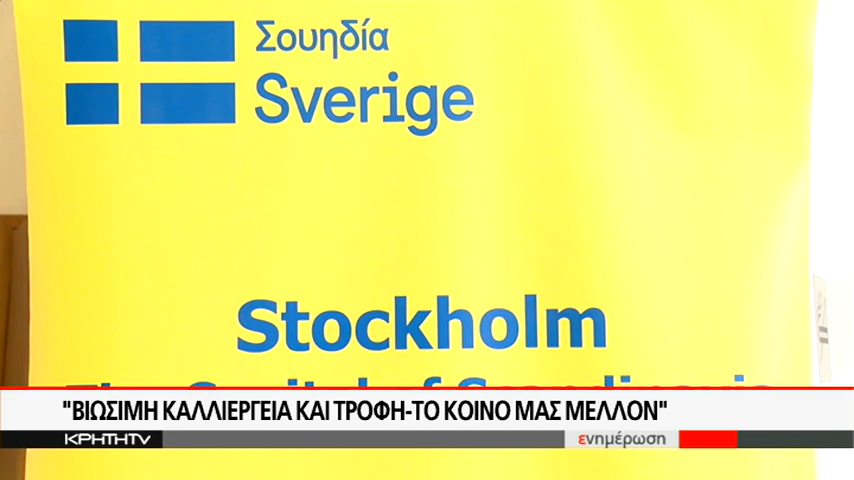 Σουηδία
Sverige
Stockholm
"ΒΙΩΣΙΜΗ ΚΑΛΛΙΕΡΓΕΙΑ ΚΑΙ ΤΡΟΦΗ-ΤΟ ΚΟΙΝΟ ΜΑΣ ΜΕΛΛΟΝ"
ΚΡΗΤΗTV
ενημέρωση